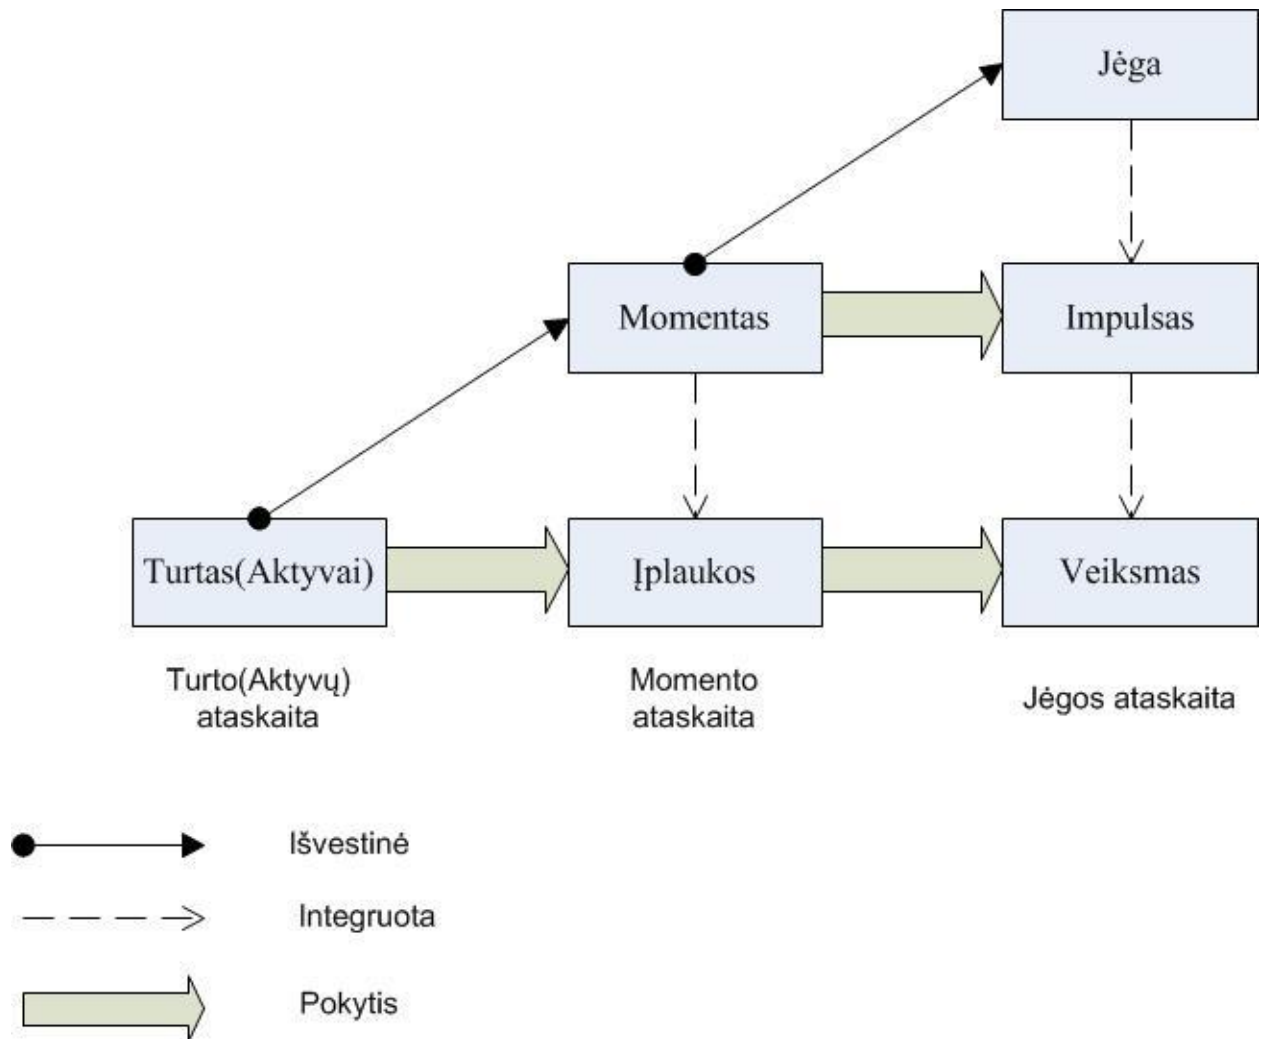 Jėga
Momentas
Impulsas
Turtas(Aktyvai)
Įplaukos
Veiksmas
Turto(Aktyvų)
ataskaita
Momento
ataskaita
Jėgos ataskaita
Išvestinė
Integruota
Pokytis